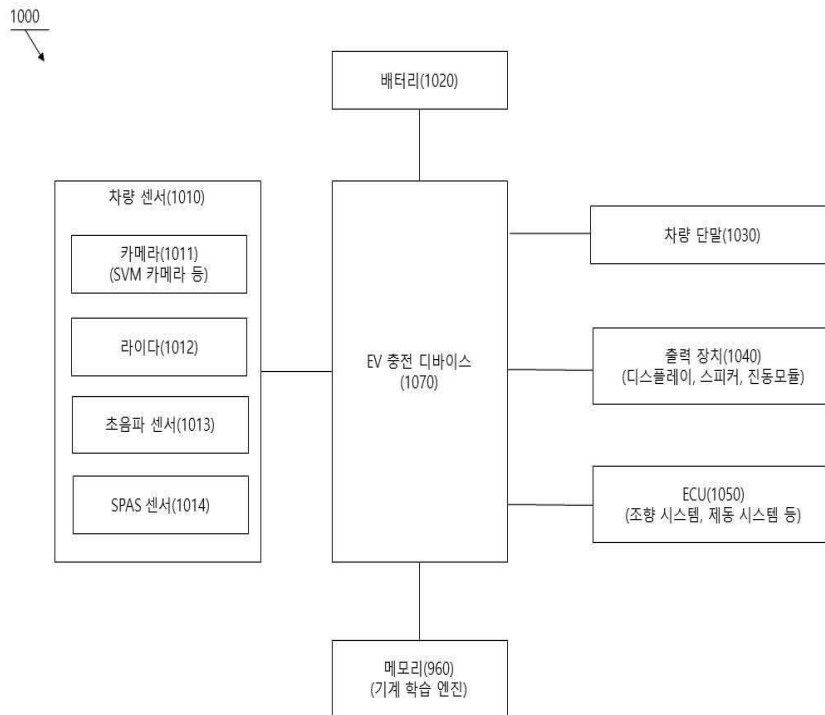 1000
배터리(1020)
차량 센서(1010)
카메라(1011)
(SVM 카메라 등)
라이다(1012)
초음파 센서(1013)
SPAS 센서(1014)
EV 충전 디바이스
(1070)
차량 단말(1030)
출력 장치(1040)
(디스플레이, 스피커, 진동모듈)
ECU(1050)
(조향 시스템, 제동 시스템 등)
메모리(960)
(기계 학습 엔진)